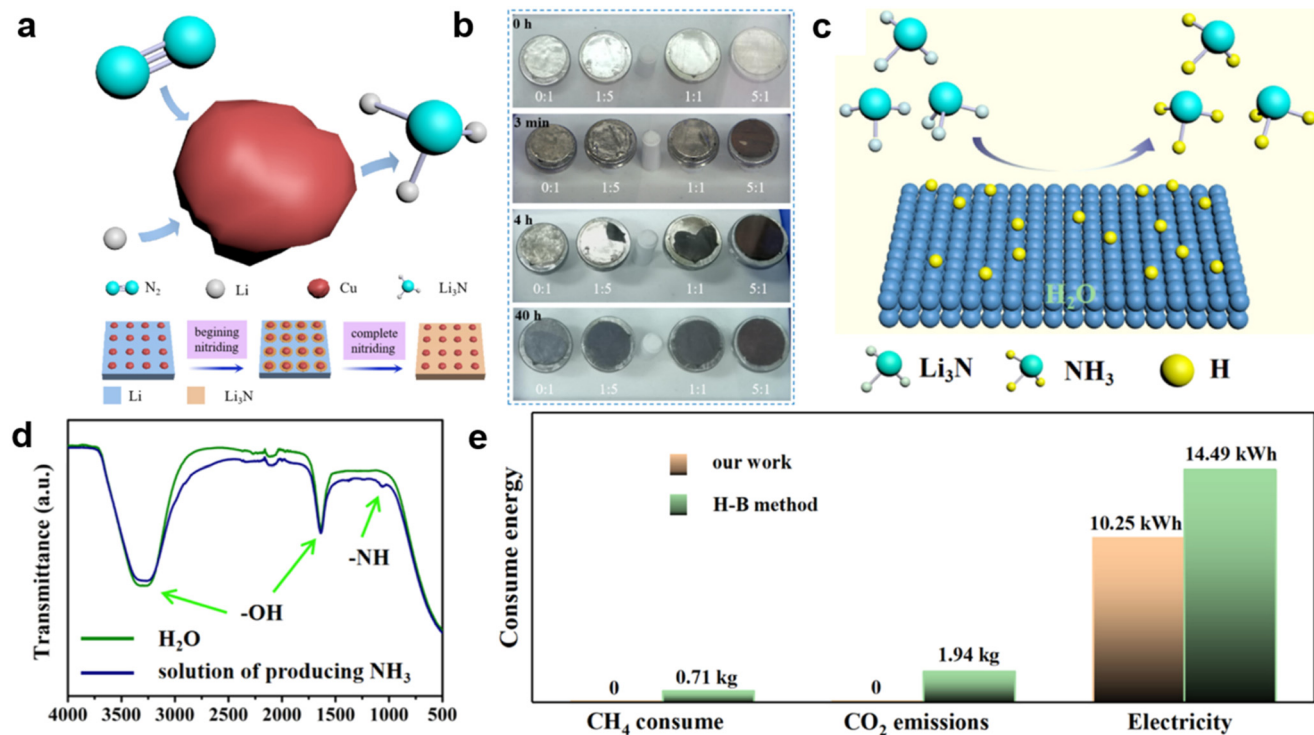 a
N₂
Li
Cu
Li₃N
begining
nitriding
complete
nitriding
Li
Li₃N
b
0 h
0:1
1:5
1:1
5:1
3 min
0:1
1:5
1:1
5:1
4 h
0:1
1:5
1:1
5:1
40 h
0:1
1:5
1:1
5:1
c
H₂O
Li₃N
NH₃
H
d
Transmittance (a.u.)
-NH
-OH
H₂O
solution of producing NH₃
4000 3500 3000 2500 2000 1500 1000 500
e
Consume energy
our work
H-B method
14.49 kWh
10.25 kWh
1.94 kg
0.71 kg
0
0
CH₄ consume
CO₂ emissions
Electricity